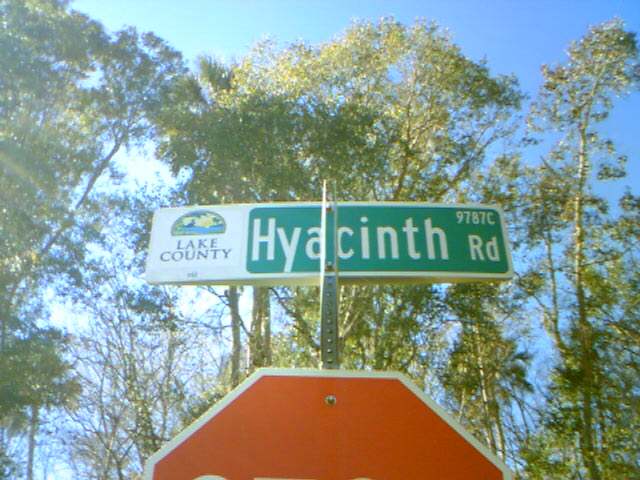 LAKE
COUNTY
Hyacinth Rd
9787C